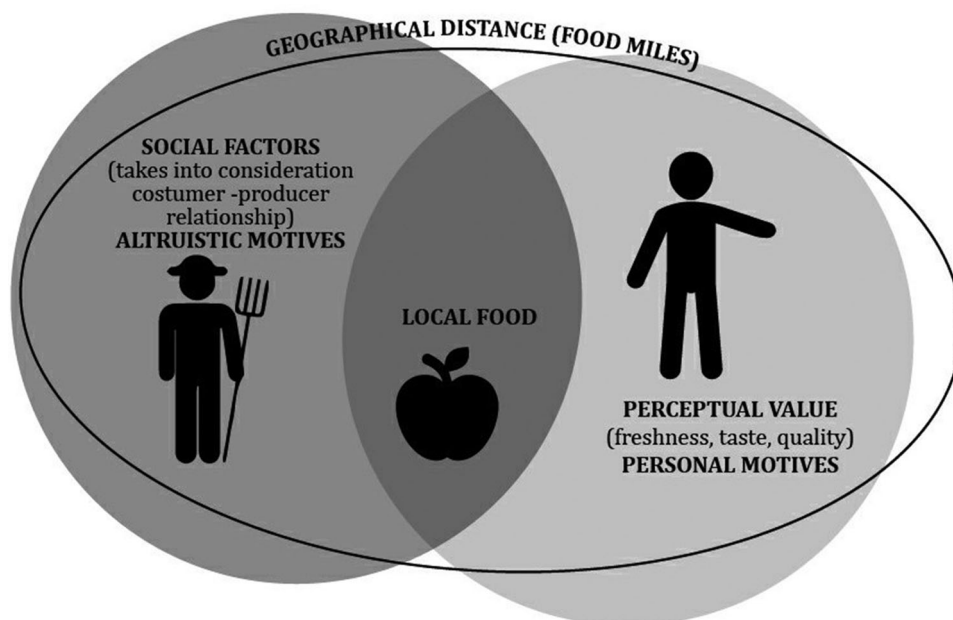 GEOGRAPHICAL DISTANCE (FOOD MILES)
SOCIAL FACTORS
(takes into consideration
costumer -producer
relationship)
ALTRUISTIC MOTIVES
LOCAL FOOD
PERCEPTUAL VALUE
(freshness, taste, quality)
PERSONAL MOTIVES